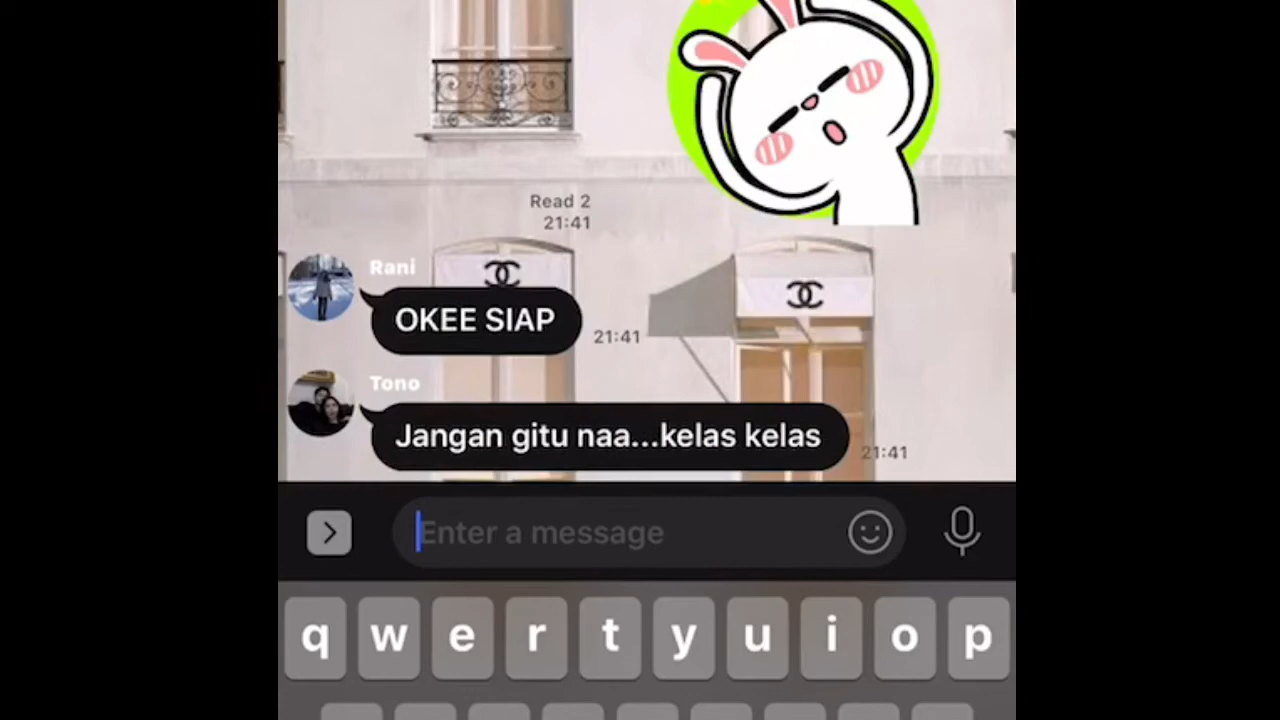 Read 2
21:41
Rani
OKEE SIAP
21:41
Tono
Jangan gitu naa...kelas kelas
21:41
Enter a message
q w e r t y u i o p